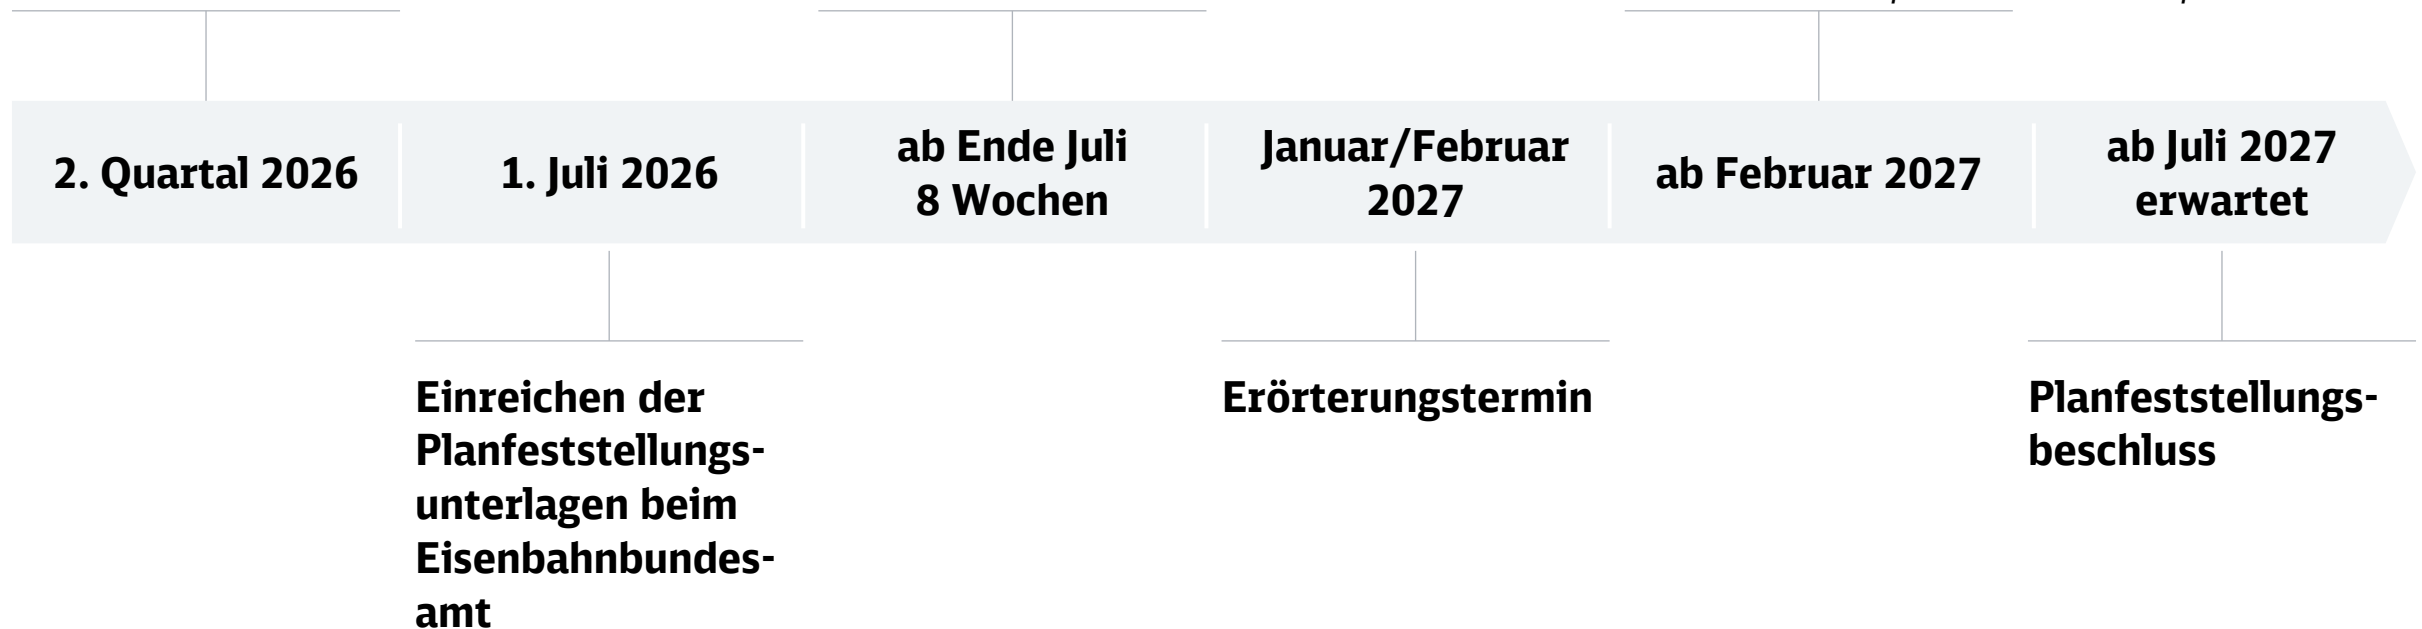 2. Quartal 2026
1. Juli 2026
ab Ende Juli
8 Wochen
Januar/Februar
2027
ab Februar 2027
ab Juli 2027
erwartet
Einreichen der
Planfeststellungs-
unterlagen beim
Eisenbahnbundes-
amt
Erörterungstermin
Planfeststellungs-
beschluss